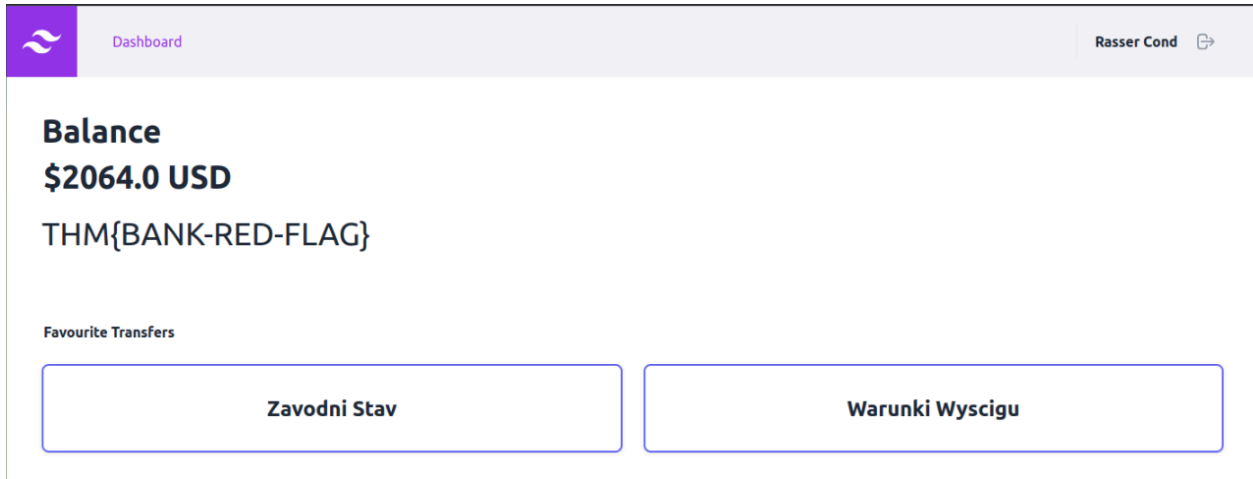 Dashboard Rasser Cond
Balance
$2064.0 USD
THM{BANK-RED-FLAG}
Favourite Transfers
Zavodni Stav Warunki Wyscigu